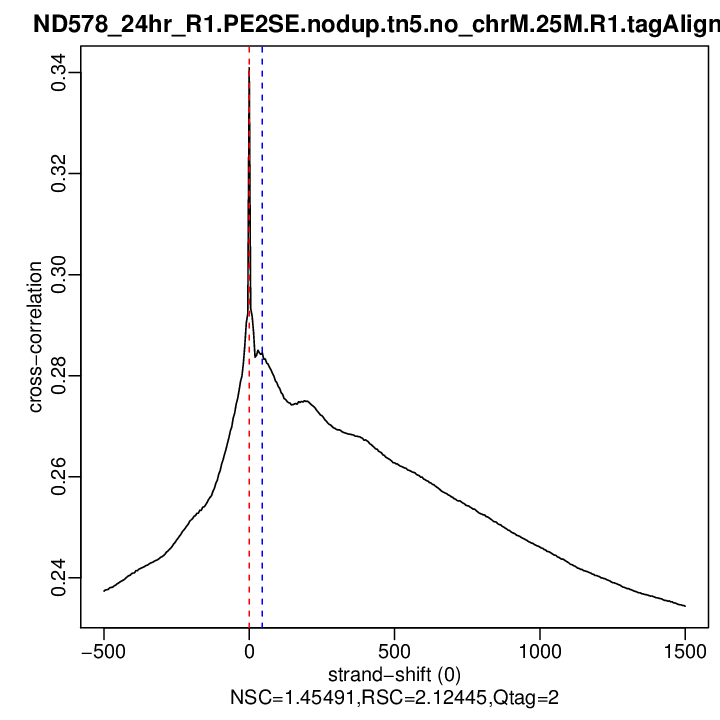 ND578_24hr_R1.PE2SE.nodup.tn5.no_chrM.25M.R1.tagAlign
0.34
0.32
0.30
0.28
0.26
0.24
cross−correlation
−500 0 500 1000 1500
strand−shift (0)
NSC=1.45491,RSC=2.12445,Qtag=2